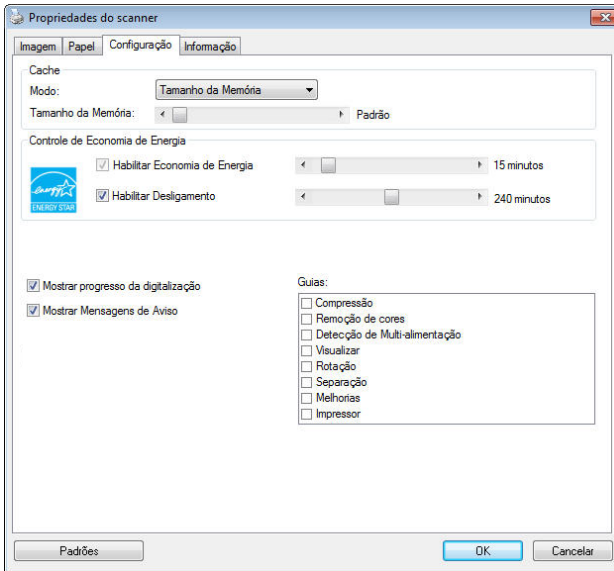 Propriedades do scanner
Imagem Papel Configuração Informação
Cache
Modo: Tamanho da Memória
Tamanho da Memória: Padrão
Controle de Economia de Energia
Habilitar Economia de Energia 15 minutos
Habilitar Desligamento 240 minutos
energy
ENERGY STAR
Mostrar progresso da digitalização
Mostrar Mensagens de Aviso
Guias:
Compressão
Remoção de cores
Detecção de Multi-alimentação
Visualizar
Rotação
Separação
Melhorias
Impressor
Padrões OK Cancelar